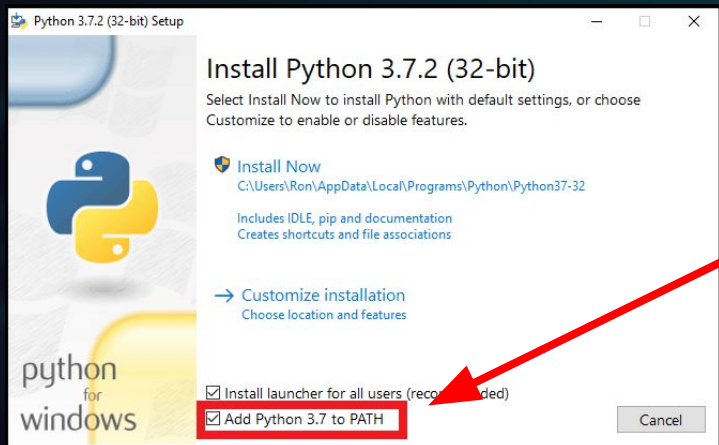 Python 3.7.2 (32-bit) Setup
Install Python 3.7.2 (32-bit)
Select Install Now to install Python with default settings, or choose
Customize to enable or disable features.
Install Now
C:\Users\Ron\AppData\Local\Programs\Python\Python37-32
Includes IDLE, pip and documentation
Creates shortcuts and file associations
Customize installation
Choose location and features
python
for
windows
Install launcher for all users
Add Python 3.7 to PATH
Cancel